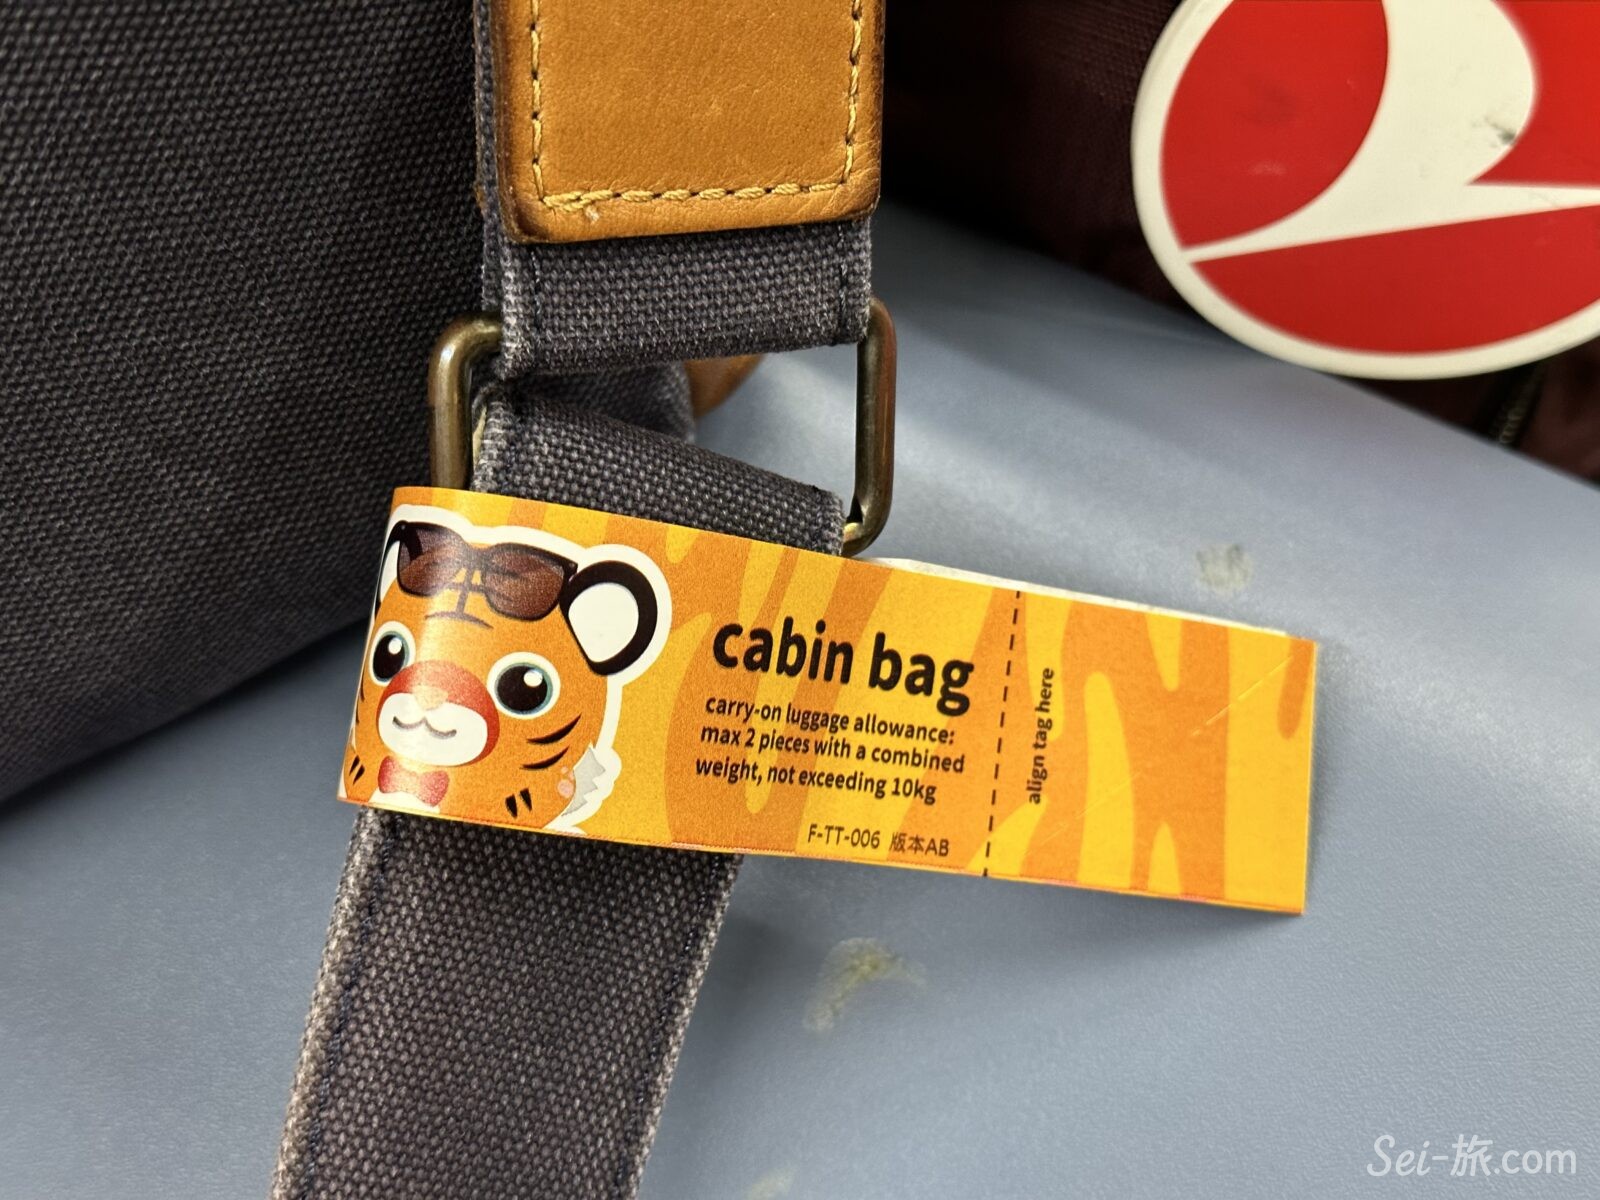 cabin bag
carry-on luggage allowance:
max 2 pieces with a combined
weight, not exceeding 10kg
F-TT-006 版本AB
align tag here
Sei-旅.com